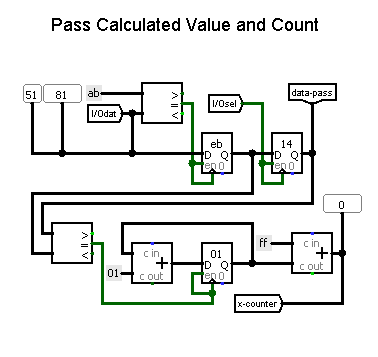 Pass Calculated Value and Count
51 81 ab > = < I/Osel data-pass
I/Odat
eb 14
D Q D Q
en 0 en 0
0
> = < c in + c out 01 ff c in + c out
D Q
01 en 0
x-counter